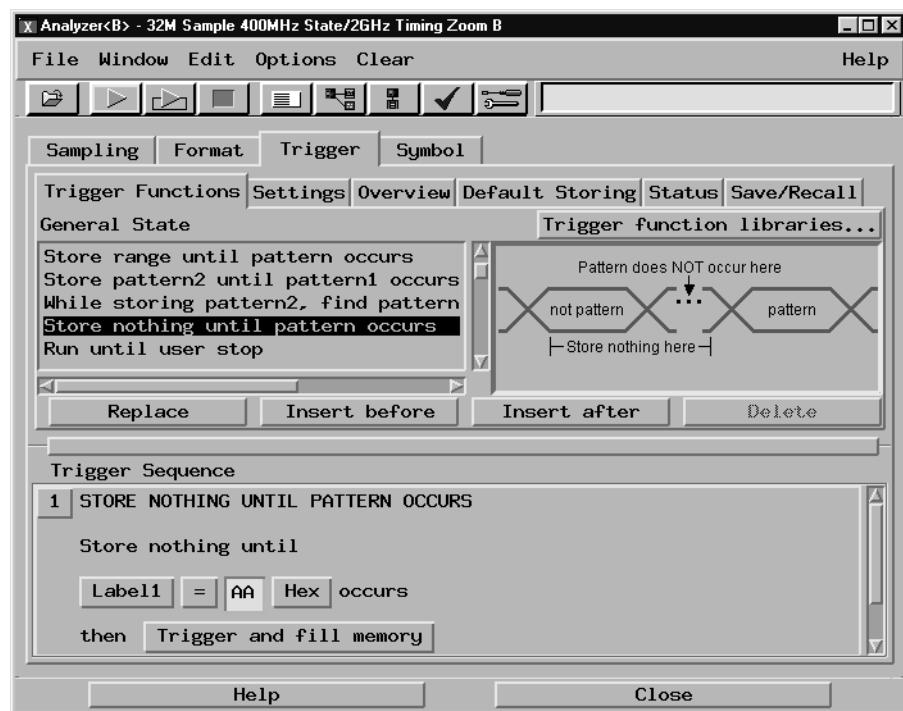 Analyzer<B> - 32M Sample 400MHz State/2GHz Timing Zoom B
File Window Edit Options Clear Help
Sampling Format Trigger Symbol
Trigger Functions Settings Overview Default Storing Status Save/Recall
General State Trigger function libraries...
Store range until pattern occurs
Store pattern2 until pattern1 occurs
While storing pattern2, find pattern
Store nothing until pattern occurs
Run until user stop
Pattern does NOT occur here
not pattern ... pattern
Store nothing here
Replace Insert before Insert after Delete
Trigger Sequence
1 STORE NOTHING UNTIL PATTERN OCCURS
Store nothing until
Label1 = AA Hex occurs
then Trigger and fill memory
Help Close